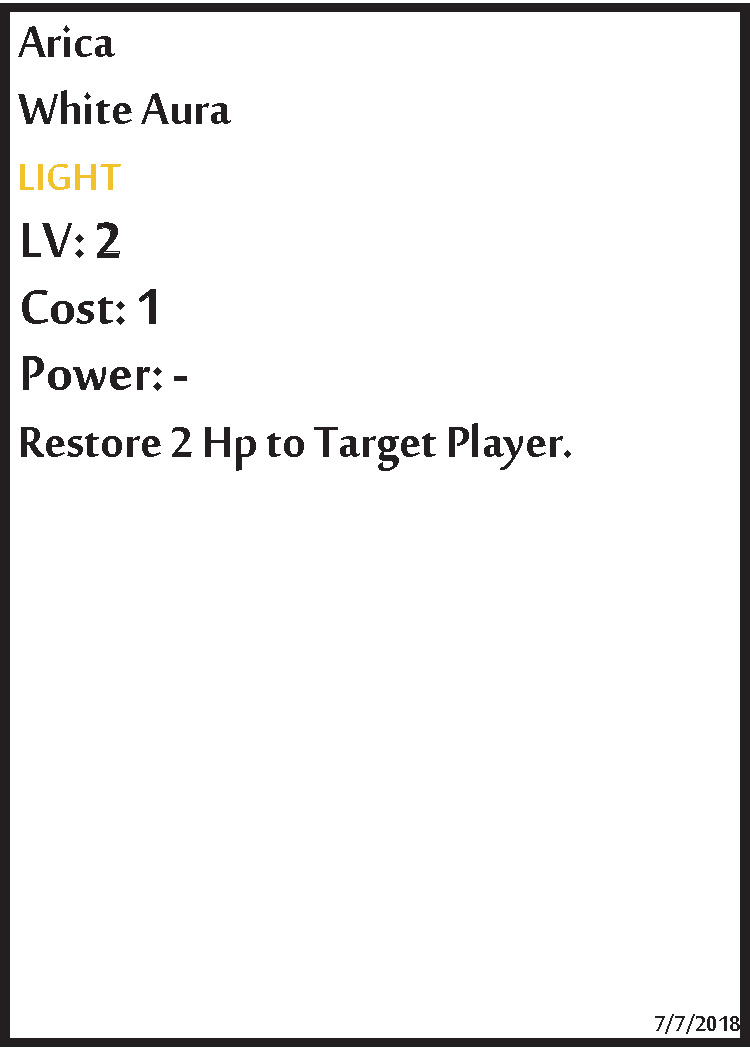 Arica
White Aura
LIGHT
LV: 2
Cost: 1
Power: -
Restore 2 Hp to Target Player.
7/7/2018